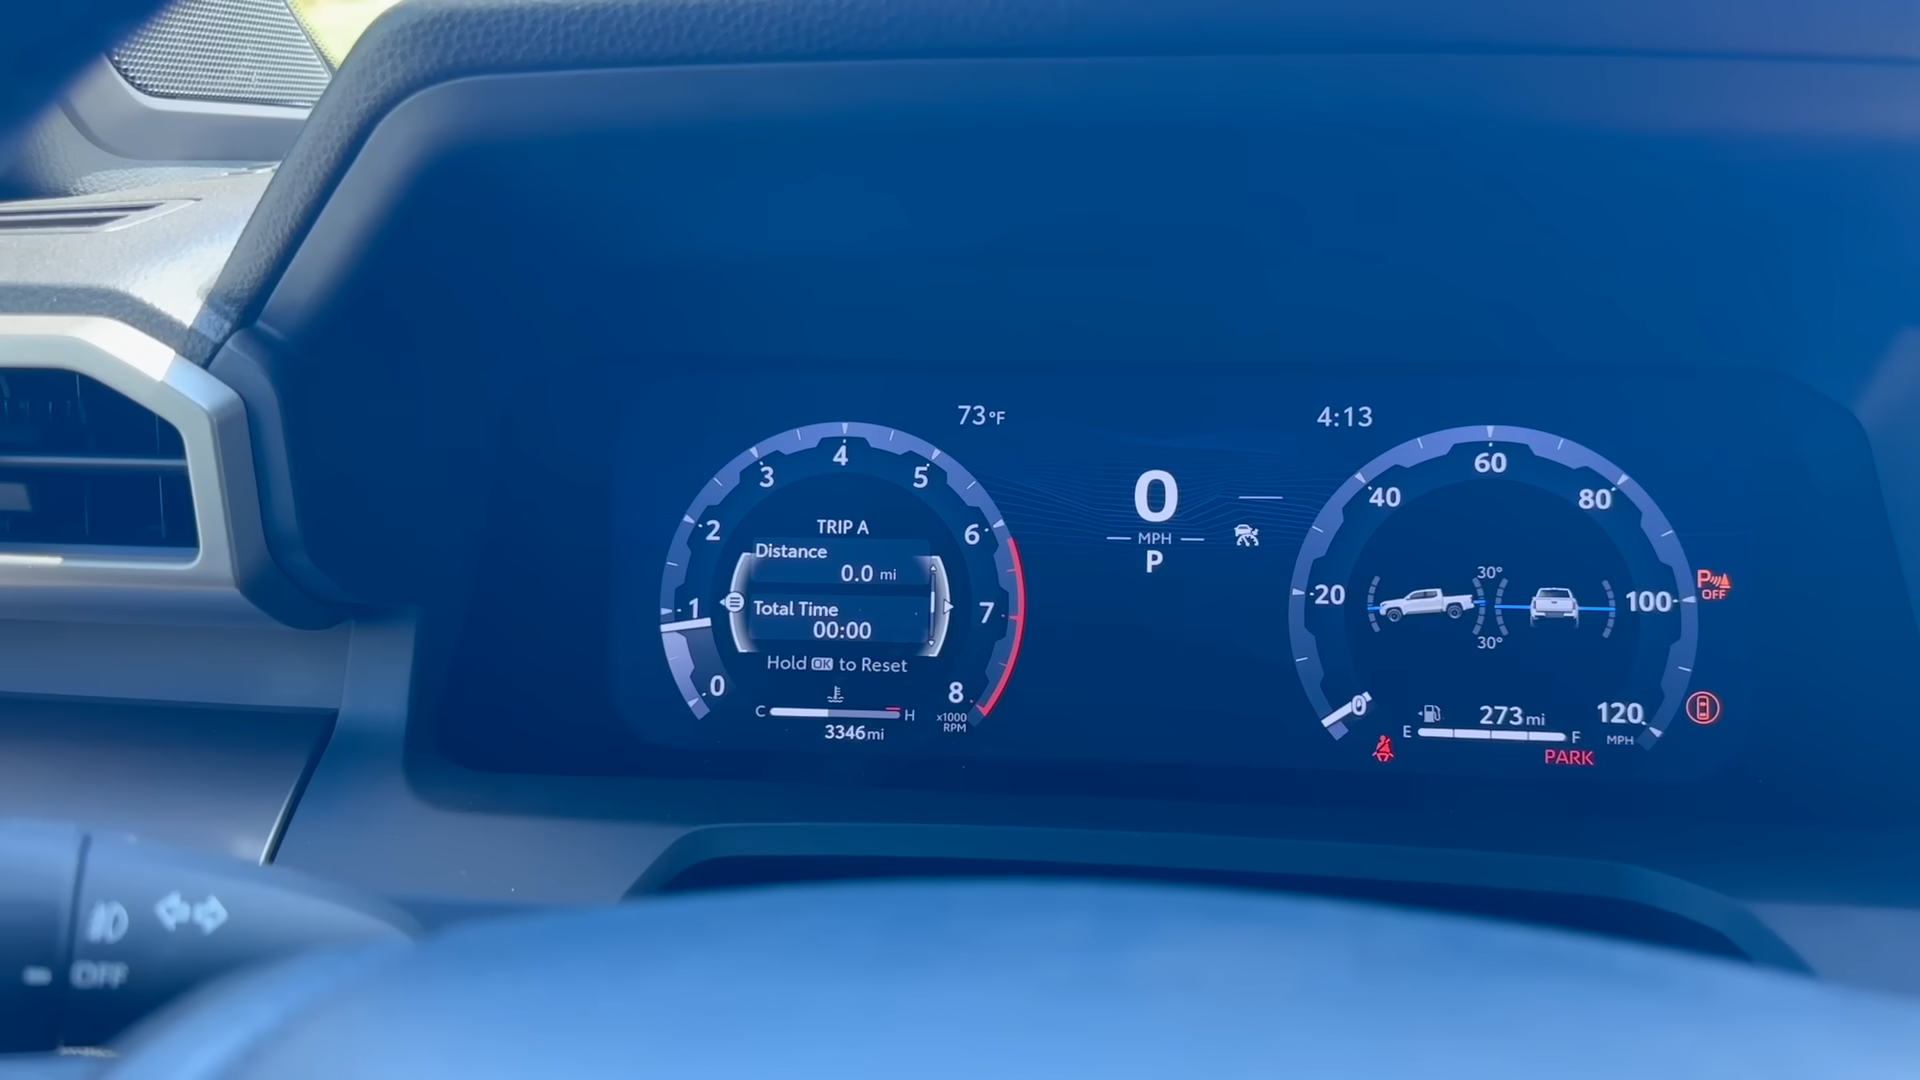 73°F
4:13
0
MPH
P
0
1
2
3
4
5
6
7
8
x1000
RPM
TRIP A
Distance
0.0 mi
Total Time
00:00
Hold OK to Reset
C
H
3346mi
0
20
40
60
80
100
120
MPH
30°
30°
273mi
E
F
PARK
P
OFF
OFF